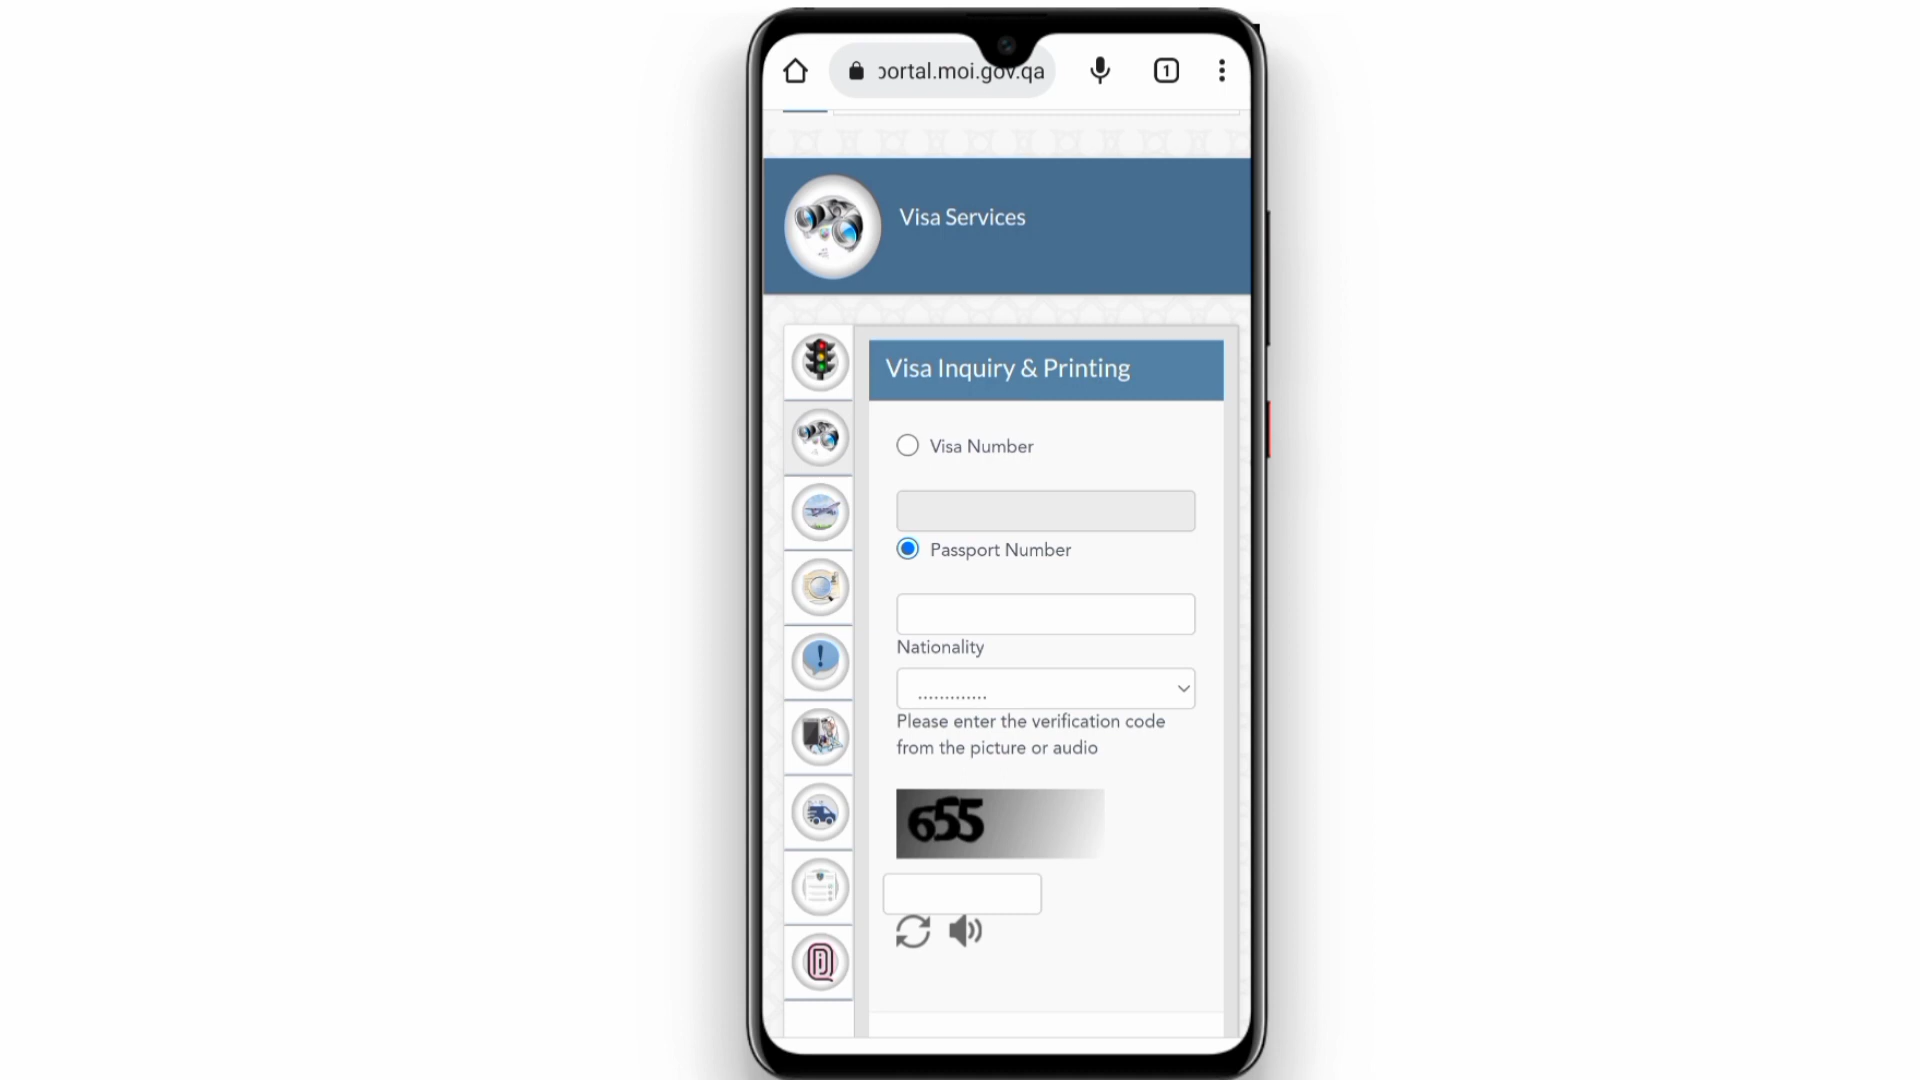 portal.moi.gov.qa
1
Visa Services
Visa Inquiry & Printing
Visa Number
Passport Number
Nationality
.............
Please enter the verification code
from the picture or audio
655